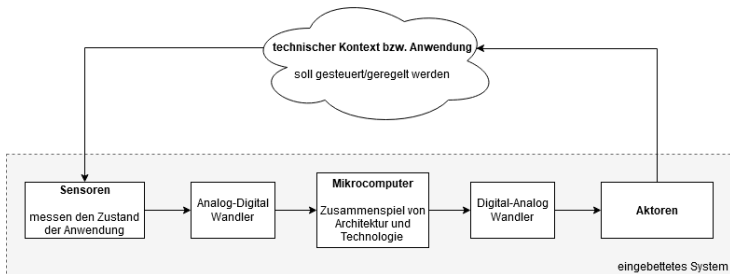 technischer Kontext bzw. Anwendung
soll gesteuert/geregelt werden
Sensoren
messen den Zustand
der Anwendung
Analog-Digital
Wandler
Mikrocomputer
Zusammenspiel von
Architektur und
Technologie
Digital-Analog
Wandler
Aktoren
eingebettetes System